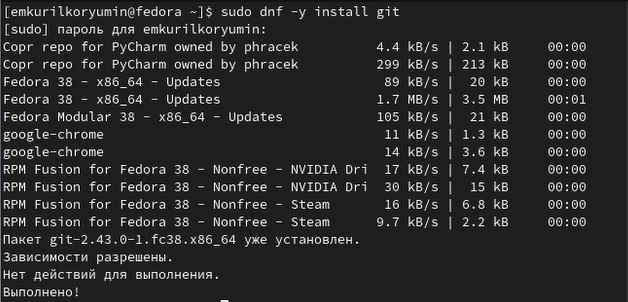 [emkurilkoryumin@fedora ~]$ sudo dnf -y install git
[sudo] пароль для emkurilkoryumin:
Copr repo for PyCharm owned by phracek 4.4 kB/s | 2.1 kB 00:00
Copr repo for PyCharm owned by phracek 299 kB/s | 213 kB 00:00
Fedora 38 - x86_64 - Updates 89 kB/s | 20 kB 00:00
Fedora 38 - x86_64 - Updates 1.7 MB/s | 3.5 MB 00:01
Fedora Modular 38 - x86_64 - Updates 105 kB/s | 21 kB 00:00
google-chrome 11 kB/s | 1.3 kB 00:00
google-chrome 14 kB/s | 3.6 kB 00:00
RPM Fusion for Fedora 38 - Nonfree - NVIDIA Dri 17 kB/s | 7.4 kB 00:00
RPM Fusion for Fedora 38 - Nonfree - NVIDIA Dri 30 kB/s | 15 kB 00:00
RPM Fusion for Fedora 38 - Nonfree - Steam 16 kB/s | 6.8 kB 00:00
RPM Fusion for Fedora 38 - Nonfree - Steam 9.7 kB/s | 2.2 kB 00:00
Пакет git-2.43.0-1.fc38.x86_64 уже установлен.
Зависимости разрешены.
Нет действий для выполнения.
Выполнено!